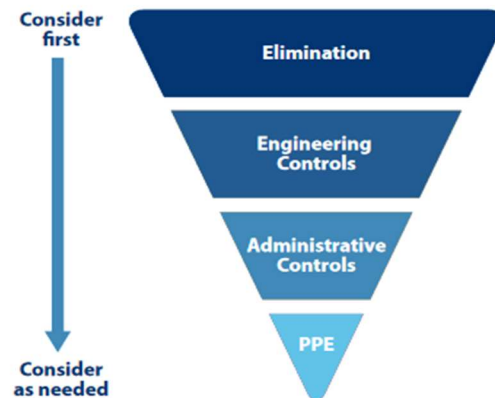 Consider
first
Elimination
Engineering
Controls
Administrative
Controls
PPE
Consider
as needed